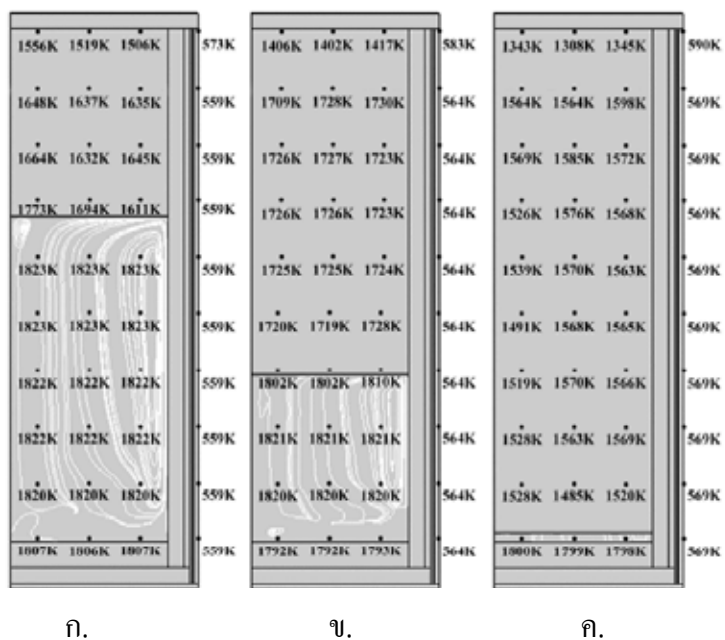 1556K 1519K 1506K 573K 1406K 1402K 1417K 583K 1343K 1308K 1345K 590K
1648K 1637K 1635K 559K 1709K 1728K 1730K 564K 1564K 1564K 1598K 569K
1664K 1632K 1645K 559K 1726K 1727K 1723K 564K 1569K 1585K 1572K 569K
1773K 1694K 1611K 559K 1726K 1726K 1723K 564K 1526K 1576K 1568K 569K
1823K 1823K 1823K 559K 1725K 1725K 1724K 564K 1539K 1570K 1563K 569K
1823K 1823K 1823K 559K 1720K 1719K 1728K 564K 1491K 1568K 1565K 569K
1822K 1822K 1822K 559K 1802K 1802K 1810K 564K 1519K 1570K 1566K 569K
1822K 1822K 1822K 559K 1821K 1821K 1821K 564K 1528K 1563K 1569K 569K
1820K 1820K 1820K 559K 1820K 1820K 1820K 564K 1528K 1485K 1520K 569K
1807K 1806K 1807K 559K 1792K 1792K 1793K 564K 1800K 1799K 1798K 569K
ก. ข. ค.